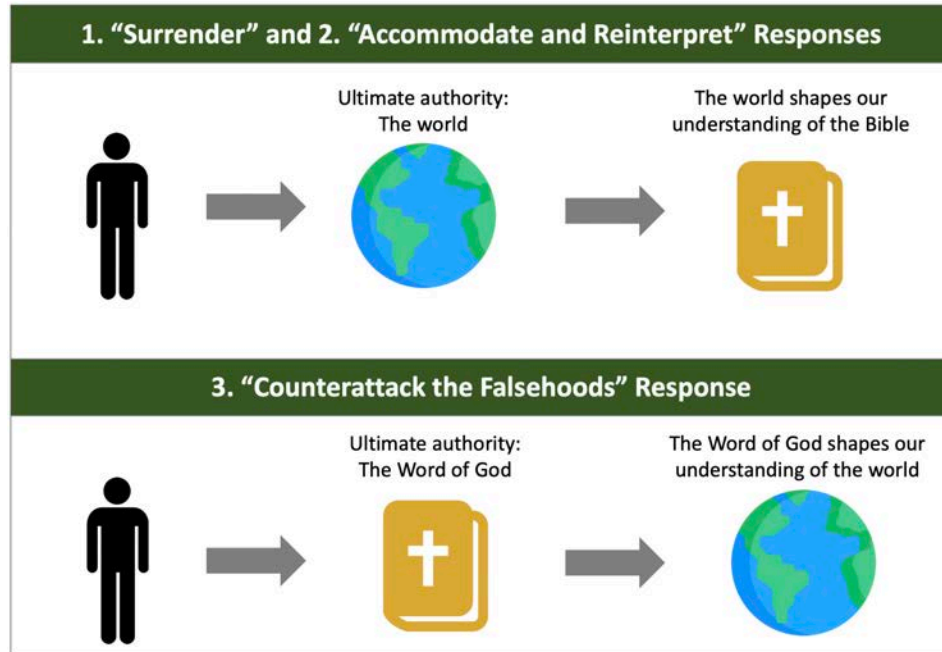 1. “Surrender” and 2. “Accommodate and Reinterpret” Responses
Ultimate authority:
The world
The world shapes our
understanding of the Bible
3. “Counterattack the Falsehoods” Response
Ultimate authority:
The Word of God
The Word of God shapes our
understanding of the world